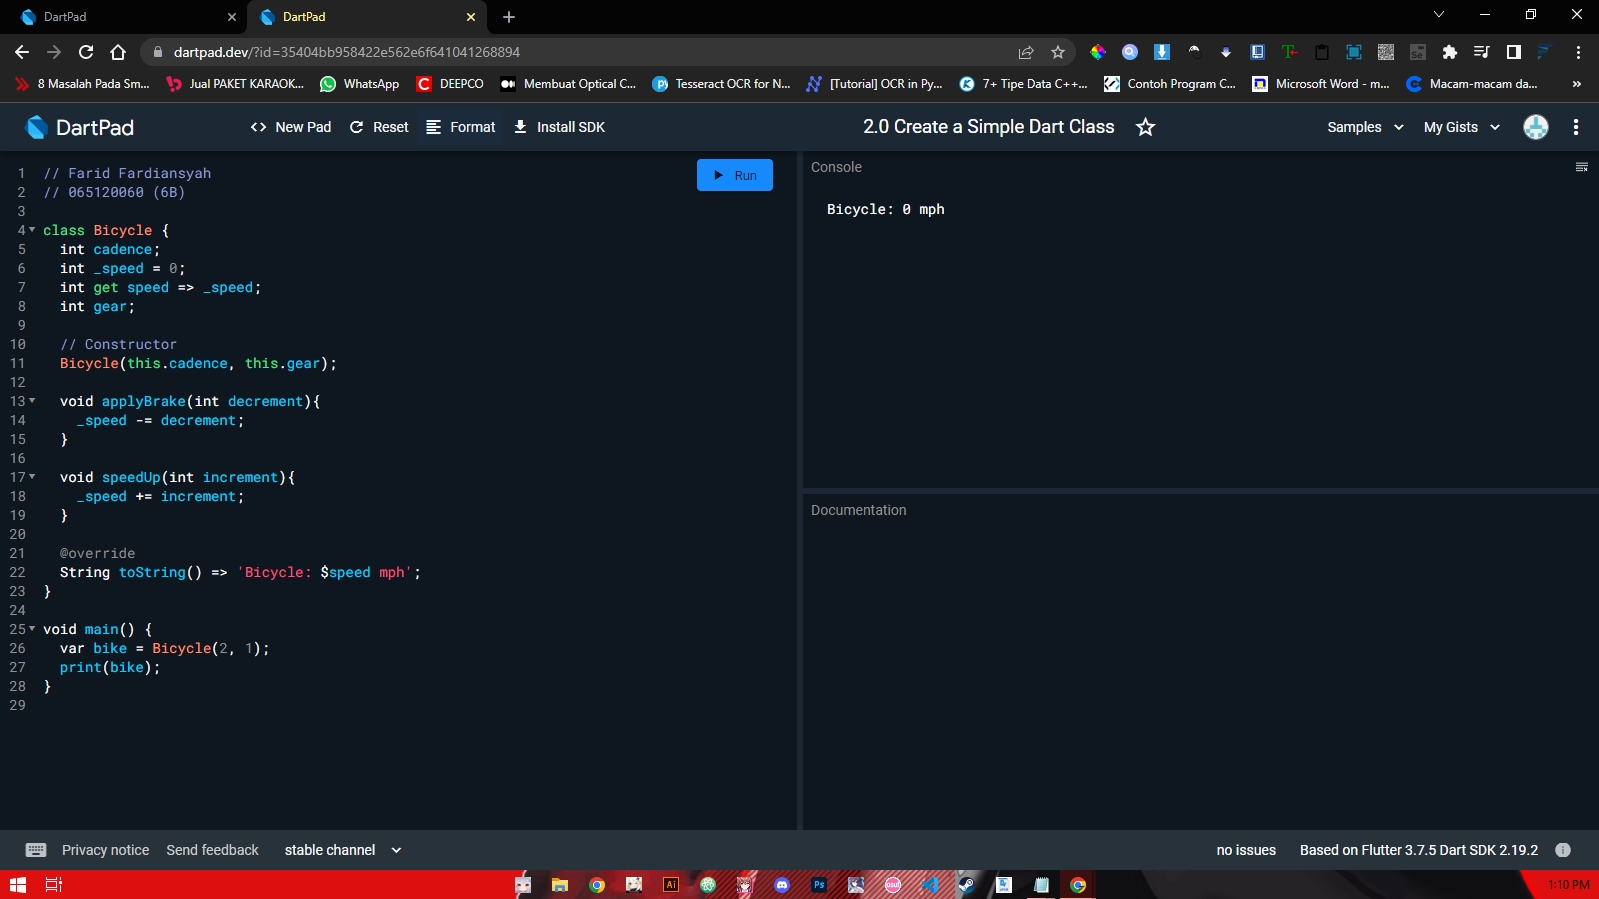 DartPad
DartPad
dartpad.dev/?id=35404bb958422e562e6f641041268894
8 Masalah Pada Sm...
Jual PAKET KARAOK...
WhatsApp
DEEPCO
Membuat Optical C...
Tesseract OCR for N...
[Tutorial] OCR in Py...
7+ Tipe Data C++...
Contoh Program C...
Microsoft Word - m...
Macam-macam da...
»
DartPad
<> New Pad
Reset
Format
Install SDK
2.0 Create a Simple Dart Class
Samples
My Gists
Run
1 // Farid Fardiansyah
2 // 065120060 (6B)
3
4 class Bicycle {
5   int cadence;
6   int _speed = 0;
7   int get speed => _speed;
8   int gear;
9
10   // Constructor
11   Bicycle(this.cadence, this.gear);
12
13   void applyBrake(int decrement){
14     _speed -= decrement;
15   }
16
17   void speedUp(int increment){
18     _speed += increment;
19   }
20
21   @override
22   String toString() => 'Bicycle: $speed mph';
23 }
24
25 void main() {
26   var bike = Bicycle(2, 1);
27   print(bike);
28 }
29
Console
Bicycle: 0 mph
Documentation
Privacy notice
Send feedback
stable channel
no issues
Based on Flutter 3.7.5 Dart SDK 2.19.2
Ai
Ps
osu!
1:10 PM